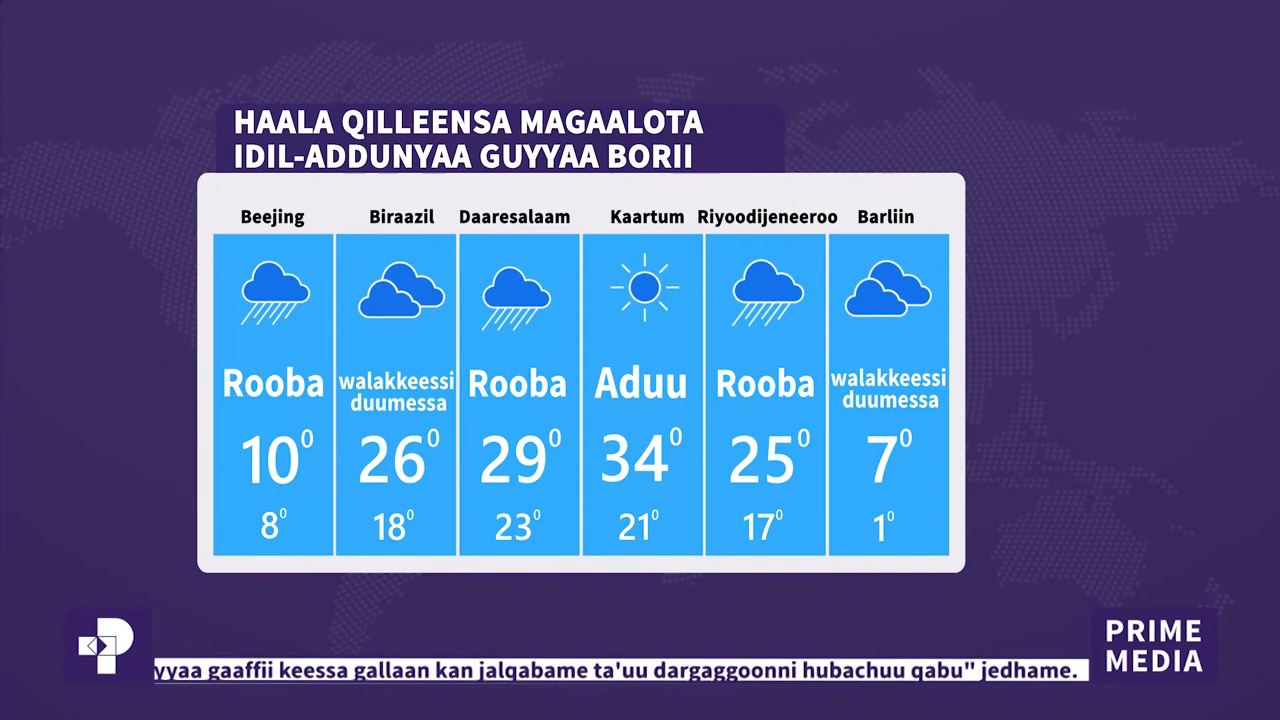 HAALA QILLEENSA MAGAALOTA
IDIL-ADDUNYAA GUYYAA BORII
Beejing Biraazil Daaresalaam Kaartum Riyoodijeneeroo Barliin
Rooba walakkeessi duumessa Rooba Aduu Rooba walakkeessi duumessa
10⁰ 26⁰ 29⁰ 34⁰ 25⁰ 7⁰
8⁰ 18⁰ 23⁰ 21⁰ 17⁰ 1⁰
PRIME
MEDIA
yyaa gaaffii keessa gallaan kan jalqabame ta'uu dargaggoonni hubachuu qabu" jedhame.